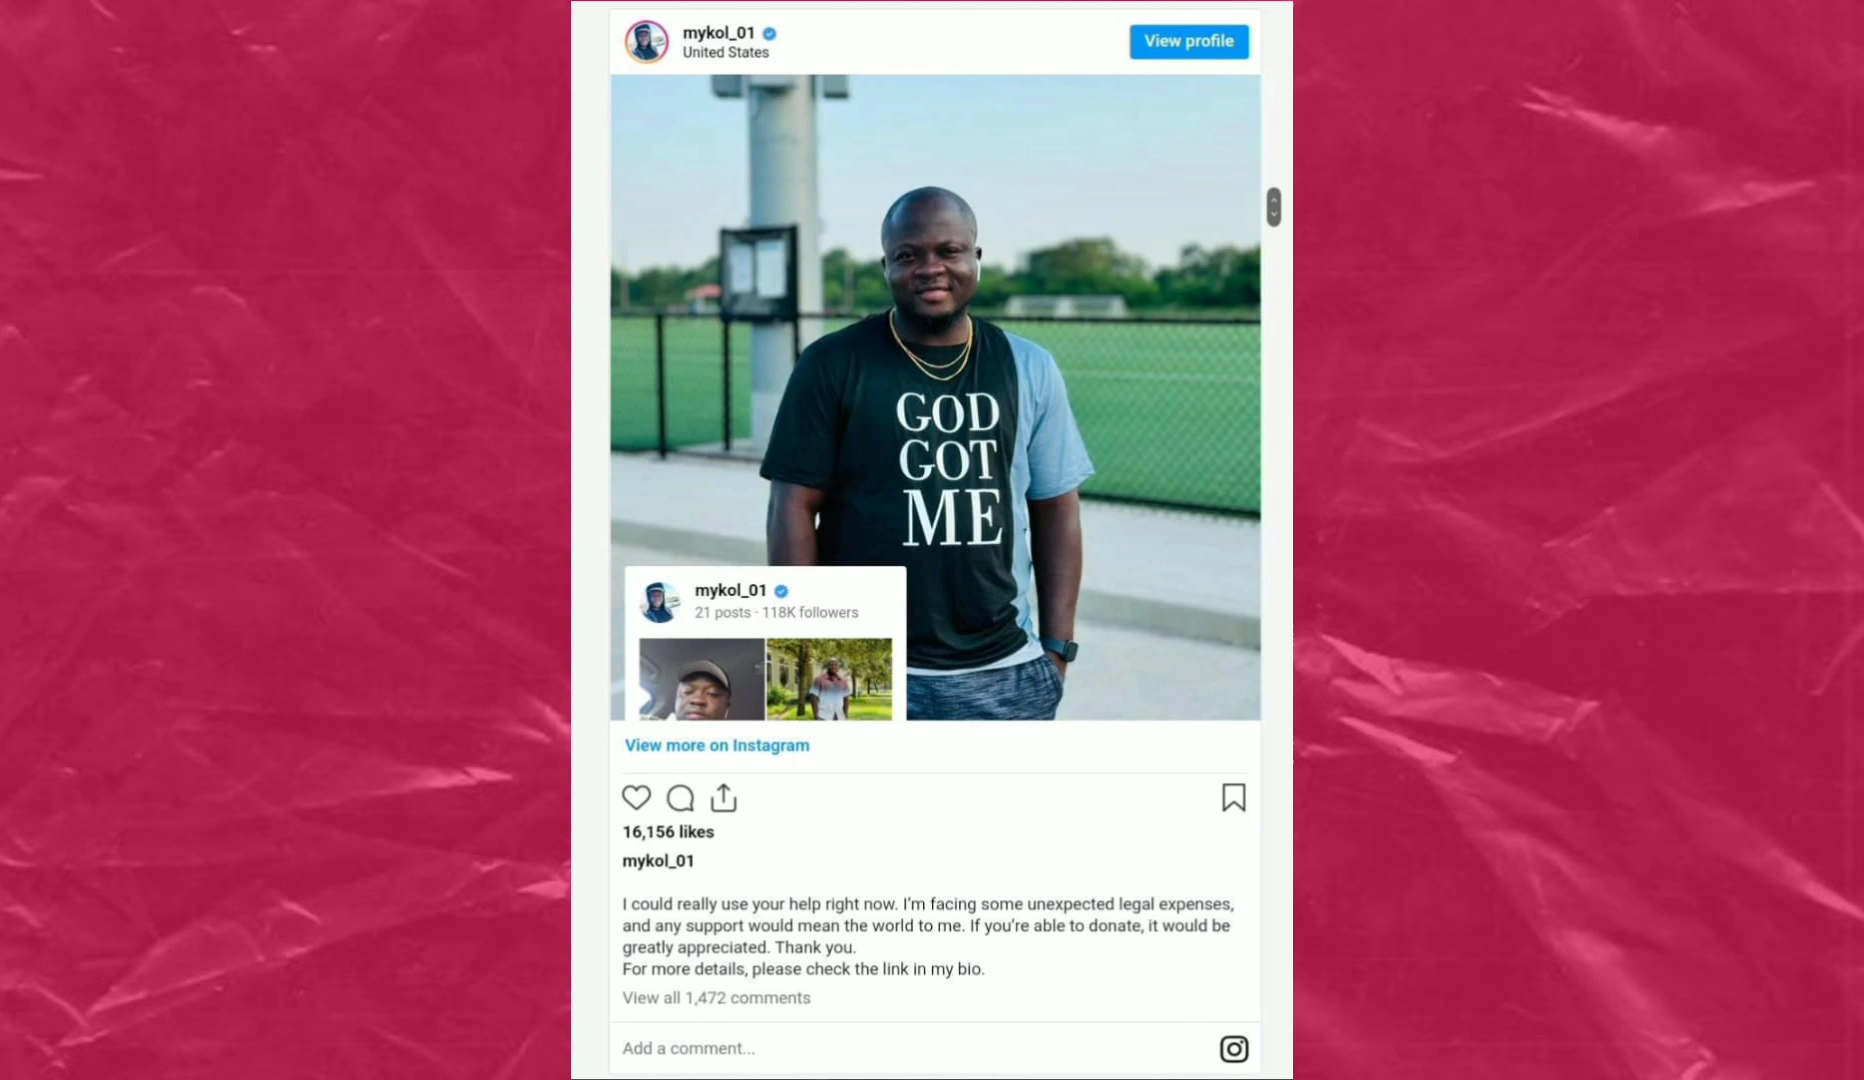 mykol_01
United States
View profile
GOD
GOT
ME
mykol_01
21 posts · 118K followers
View more on Instagram
16,156 likes
mykol_01
I could really use your help right now. I'm facing some unexpected legal expenses,
and any support would mean the world to me. If you're able to donate, it would be
greatly appreciated. Thank you.
For more details, please check the link in my bio.
View all 1,472 comments
Add a comment...